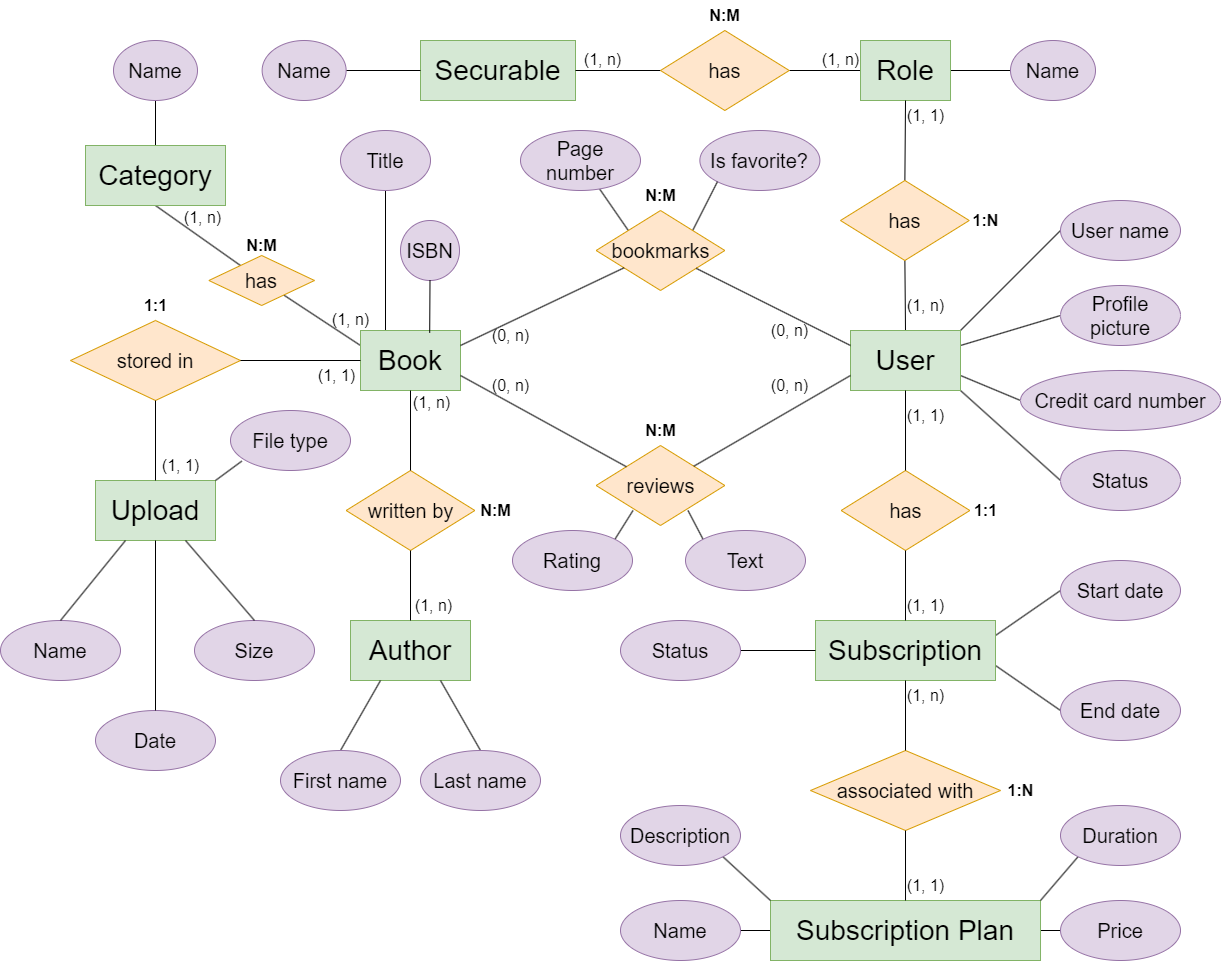 N:M
Name
Name
Securable
(1, n)
has
(1, n)
Role
Name
(1, 1)
Category
Title
Page
number
Is favorite?
(1, n)
N:M
N:M
has
1:N
User name
ISBN
bookmarks
has
1:1
Profile
picture
(1, n)
(1, n)
(0, n)
(0, n)
stored in
Book
User
(1, 1)
(0, n)
(0, n)
Credit card number
(1, n)
(1, 1)
File type
N:M
(1, 1)
Status
reviews
Upload
written by
N:M
has
1:1
Rating
Text
(1, n)
(1, 1)
Start date
Name
Size
Author
Status
Subscription
(1, n)
End date
Date
First name
Last name
associated with
1:N
Description
Duration
(1, 1)
Name
Subscription Plan
Price